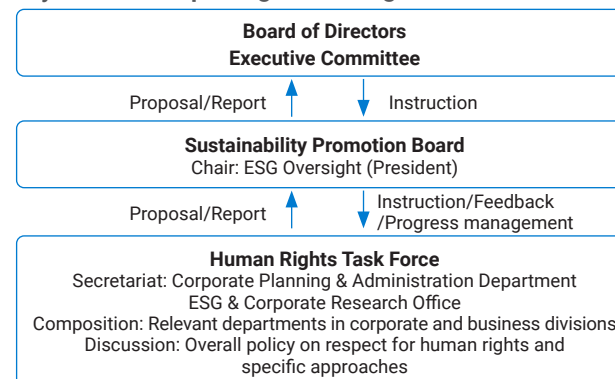 Board of Directors
Executive Committee
Proposal/Report
Instruction
Sustainability Promotion Board
Chair: ESG Oversight (President)
Proposal/Report
Instruction/Feedback
/Progress management
Human Rights Task Force
Secretariat: Corporate Planning & Administration Department
ESG & Corporate Research Office
Composition: Relevant departments in corporate and business divisions
Discussion: Overall policy on respect for human rights and
specific approaches